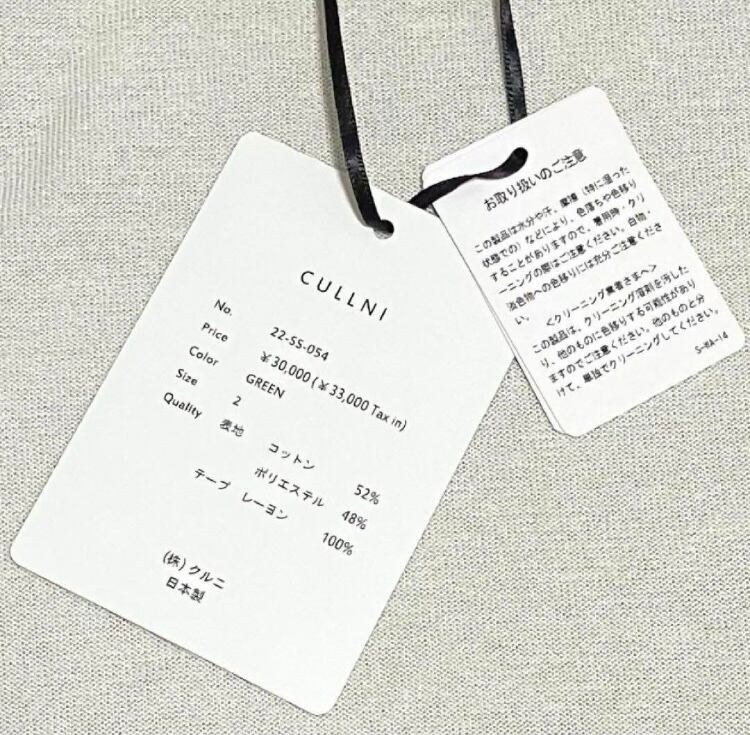 CULLNI
No. 22-SS-054
Price ¥30,000(¥33,000 Tax in)
Color GREEN
Size 2
Quality 表地 コットン 52%
ポリエステル 48%
テープ レーヨン 100%
(株)クルニ
日本製
お取り扱いのご注意
この製品は水分や汗、摩擦(特に湿った
状態での)などにより、色落ちや色移り
することがありますので、着用時・クリ
ーニングの際はご注意ください。白物・
淡色物への色移りには充分ご注意くださ
い。
<クリーニング業者さまへ>
この製品は、クリーニング溶剤を汚した
り、他のものに色移りする可能性があり
ますのでご注意ください。他のものと分
けて、単独でクリーニングしてください。
S-WA-14